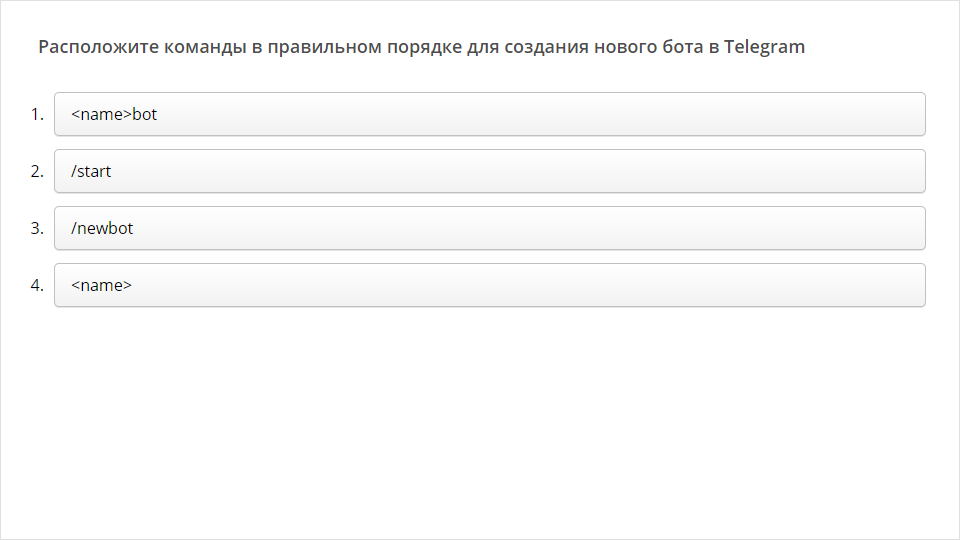 Расположите команды в правильном порядке для создания нового бота в Telegram
1. <name>bot
2. /start
3. /newbot
4. <name>